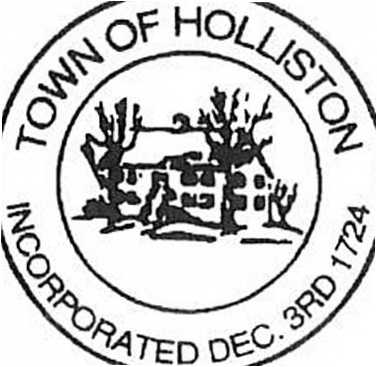 TOWN OF HOLLISTON
INCORPORATED DEC. 3RD 1724